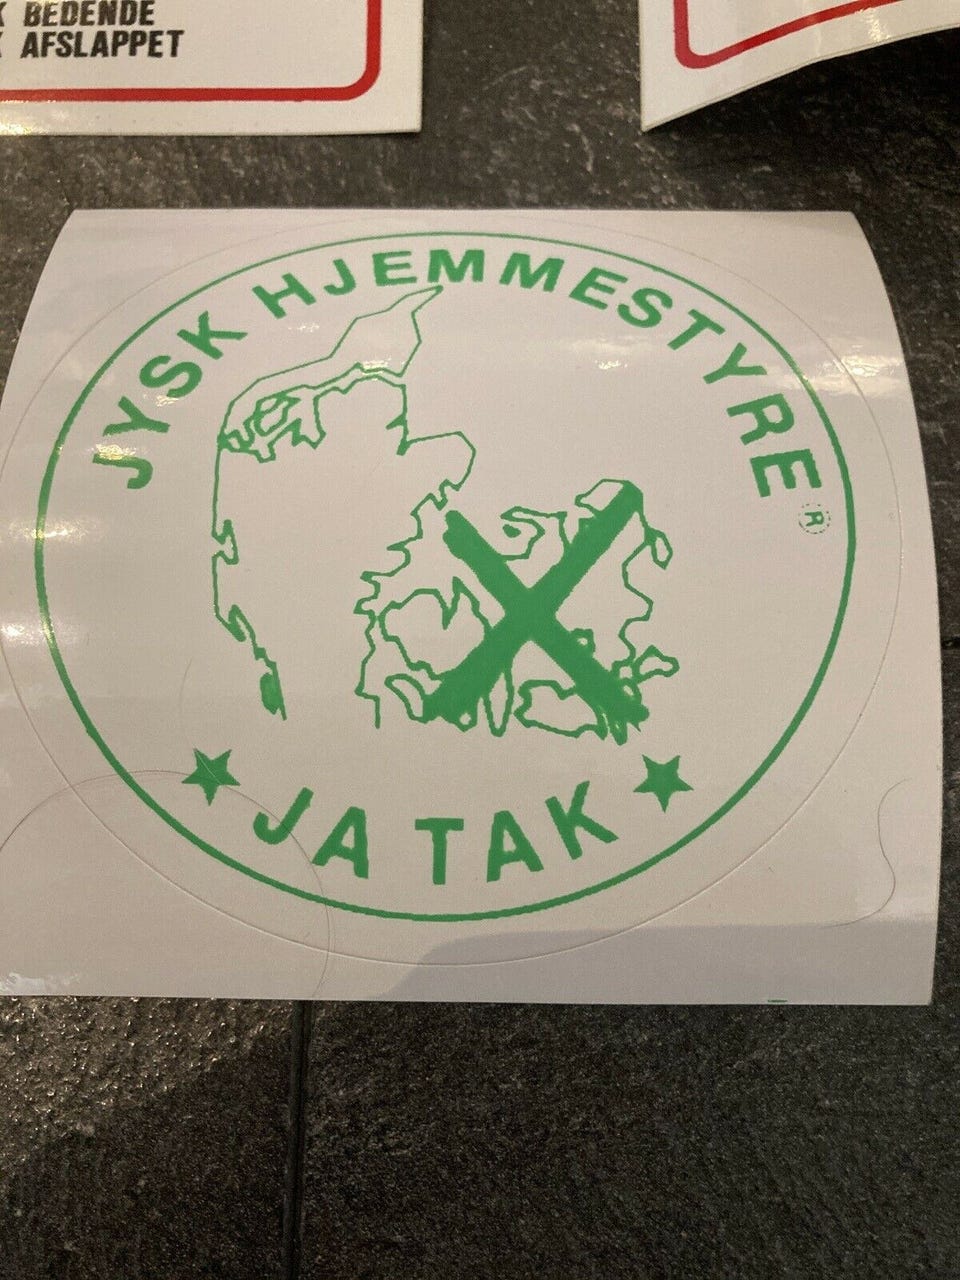 BEDENDE
AFSLAPPET
JYSK HJEMMESTYRE ®
JA TAK